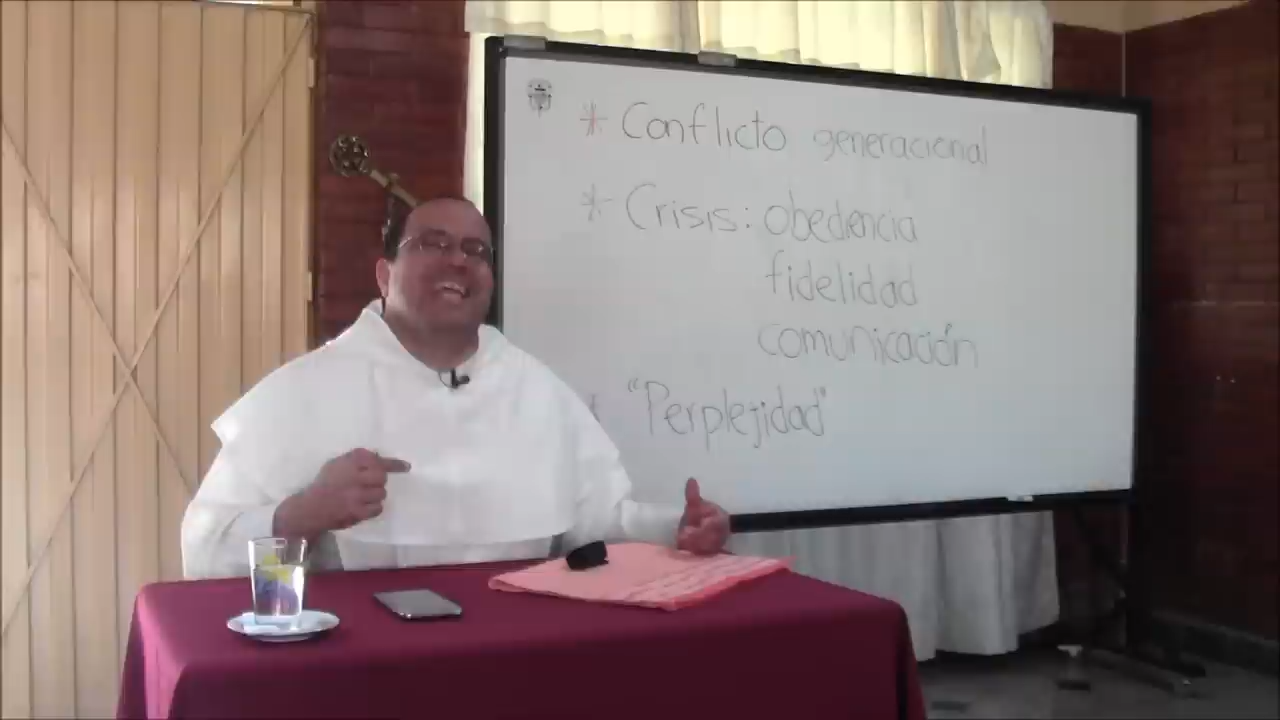 * Conflicto generacional
* Crisis: obediencia
fidelidad
comunicación
* "Perplejidad"